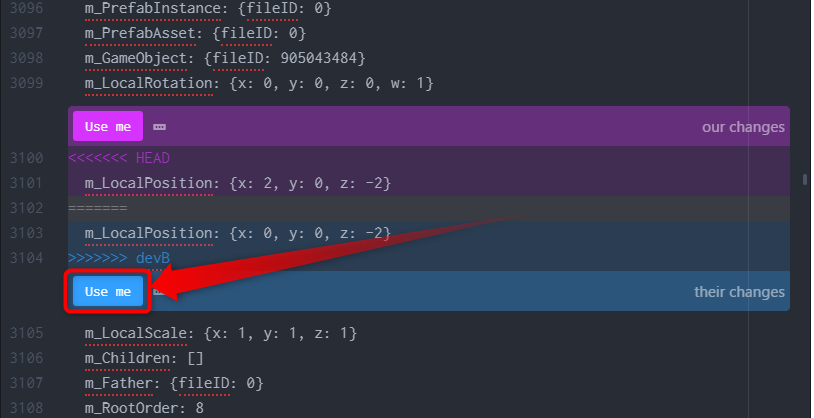 3096 m_PrefabInstance: {fileID: 0}
3097 m_PrefabAsset: {fileID: 0}
3098 m_GameObject: {fileID: 905043484}
3099 m_LocalRotation: {x: 0, y: 0, z: 0, w: 1}
Use me our changes
3100 <<<<<<< HEAD
3101 m_LocalPosition: {x: 2, y: 0, z: -2}
3102 =======
3103 m_LocalPosition: {x: 0, y: 0, z: -2}
3104 >>>>>>> devB
Use me their changes
3105 m_LocalScale: {x: 1, y: 1, z: 1}
3106 m_Children: []
3107 m_Father: {fileID: 0}
3108 m_RootOrder: 8